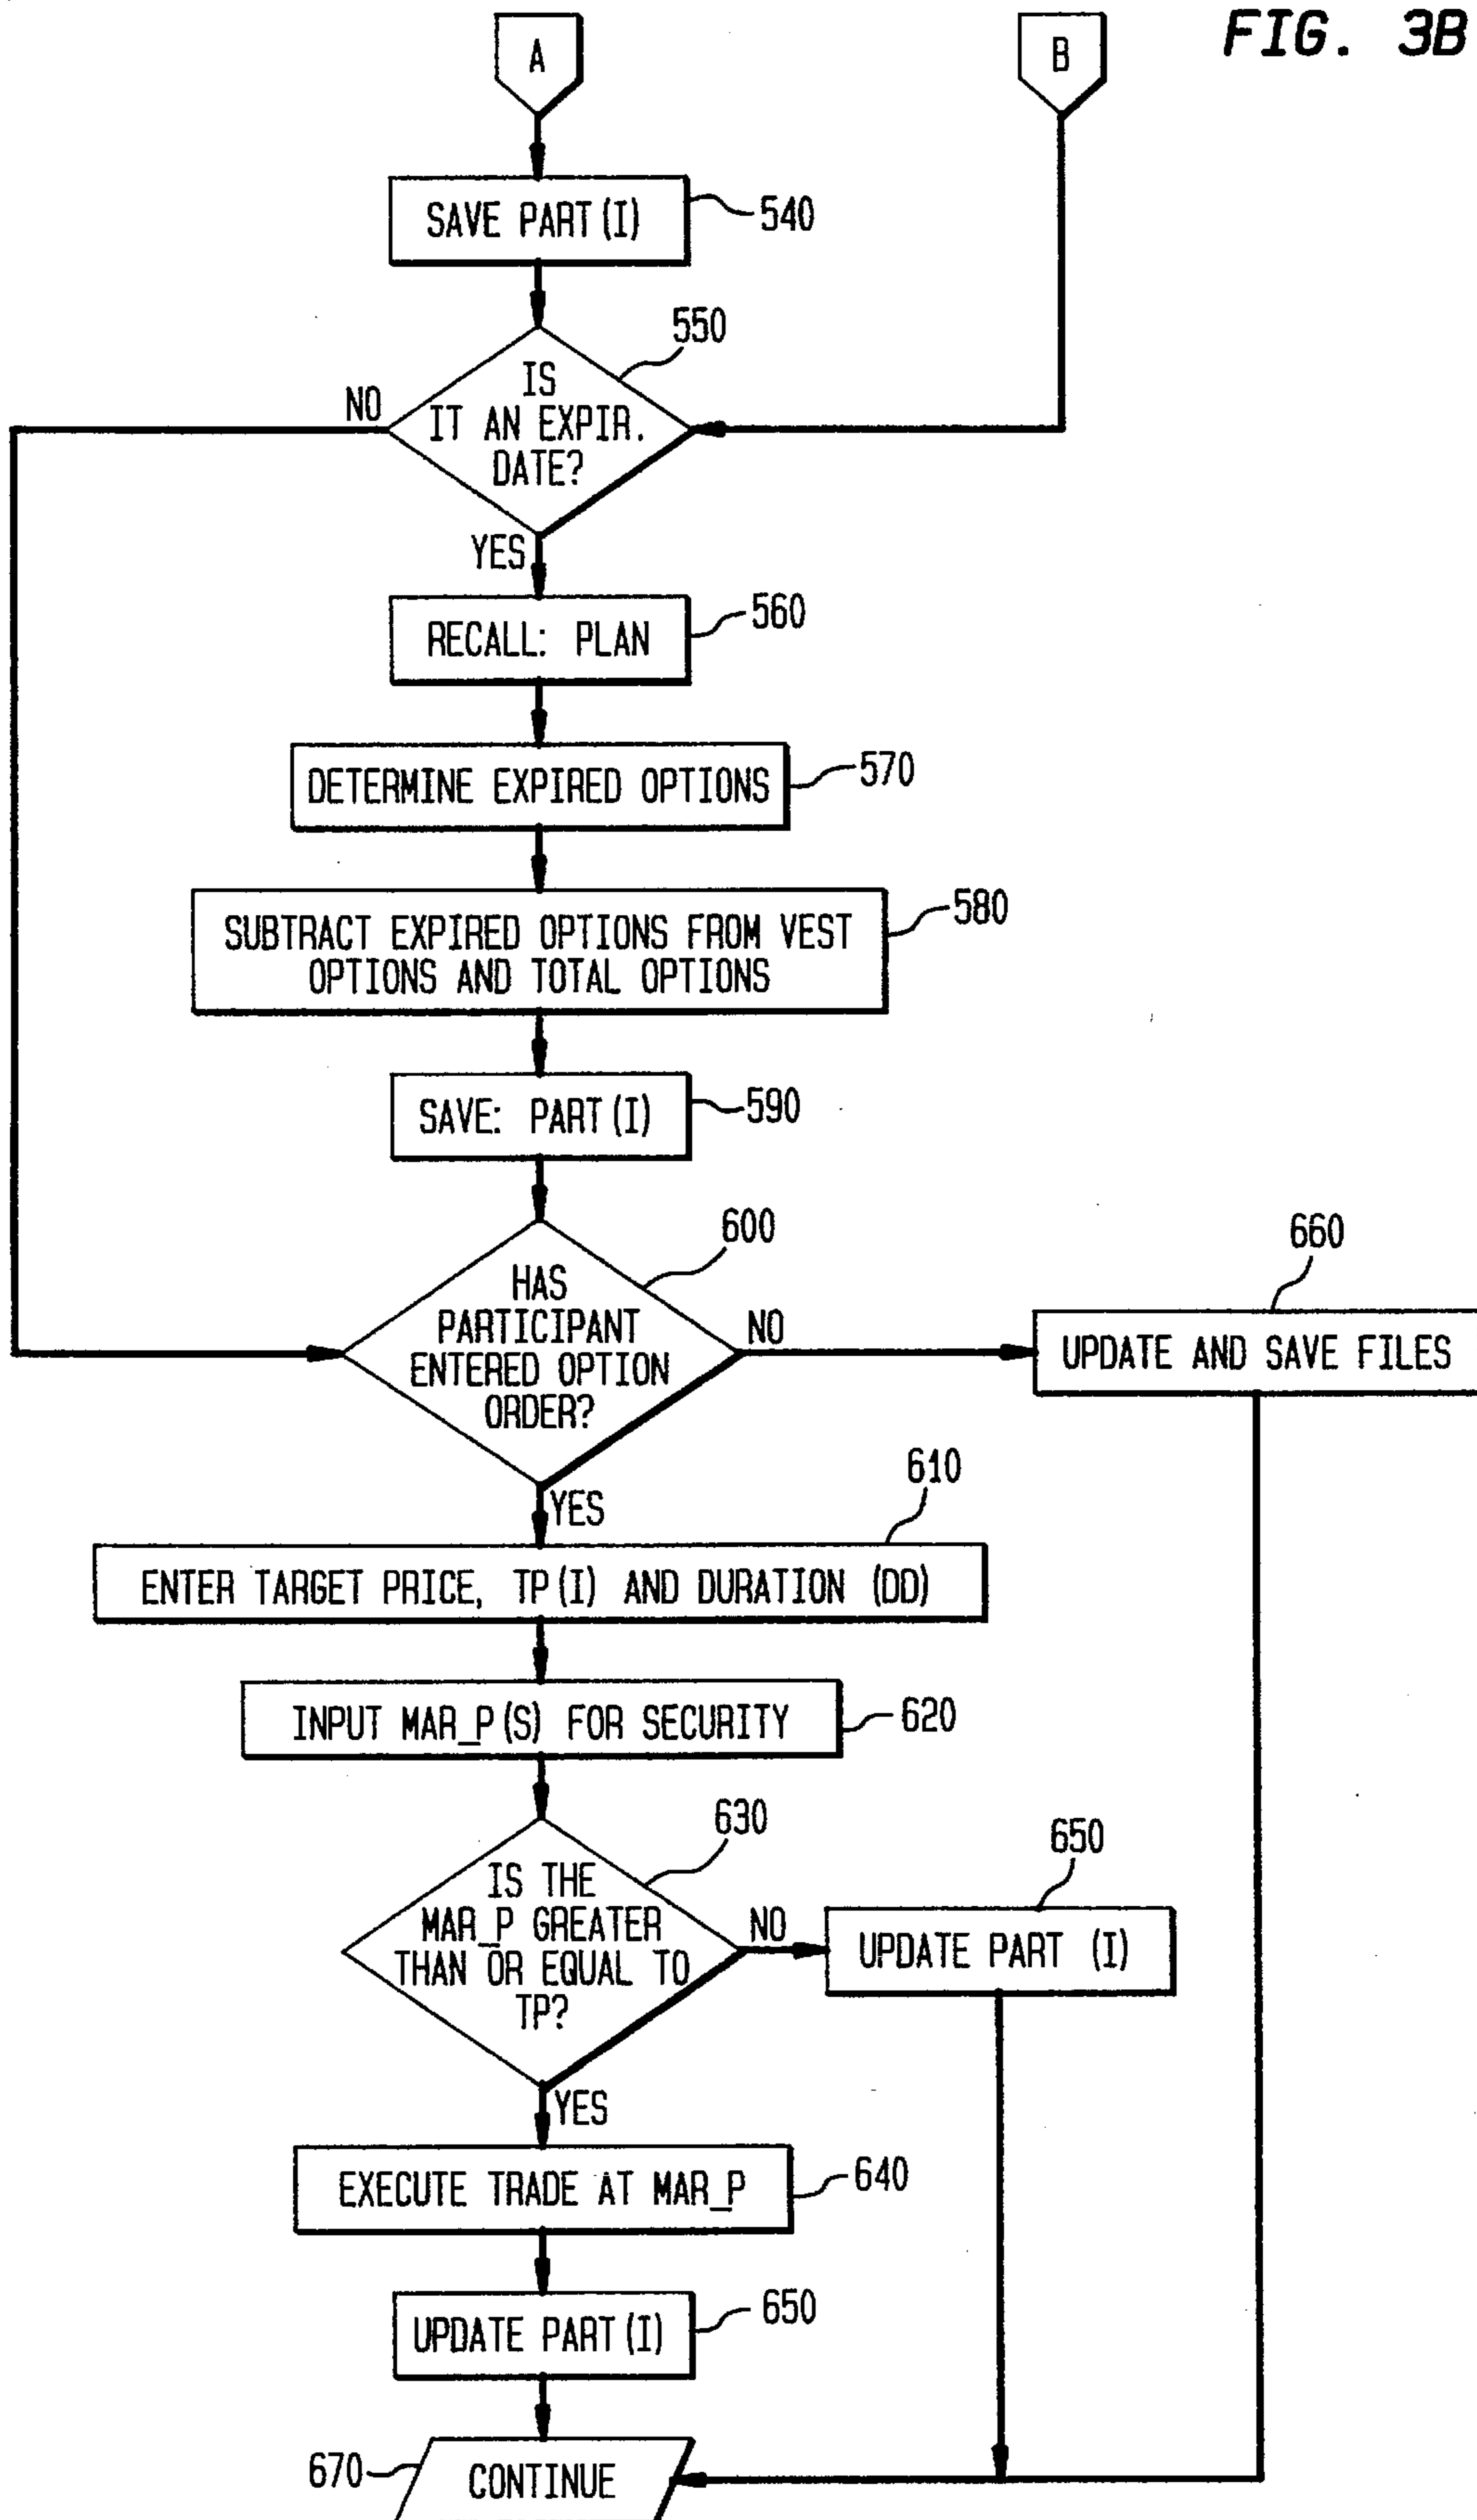 FIG. 3B
A
B
SAVE PART(I)
540
550
IS
IT AN EXPIR.
DATE?
NO
YES
RECALL: PLAN
560
DETERMINE EXPIRED OPTIONS
570
SUBTRACT EXPIRED OPTIONS FROM VEST
OPTIONS AND TOTAL OPTIONS
580
SAVE: PART(I)
590
600
HAS
PARTICIPANT
ENTERED OPTION
ORDER?
NO
660
UPDATE AND SAVE FILES
YES
610
ENTER TARGET PRICE, TP(I) AND DURATION (DD)
INPUT MAR_P(S) FOR SECURITY
620
630
IS THE
MAR_P GREATER
THAN OR EQUAL TO
TP?
NO
650
UPDATE PART (I)
YES
EXECUTE TRADE AT MAR_P
640
UPDATE PART(I)
650
670
CONTINUE